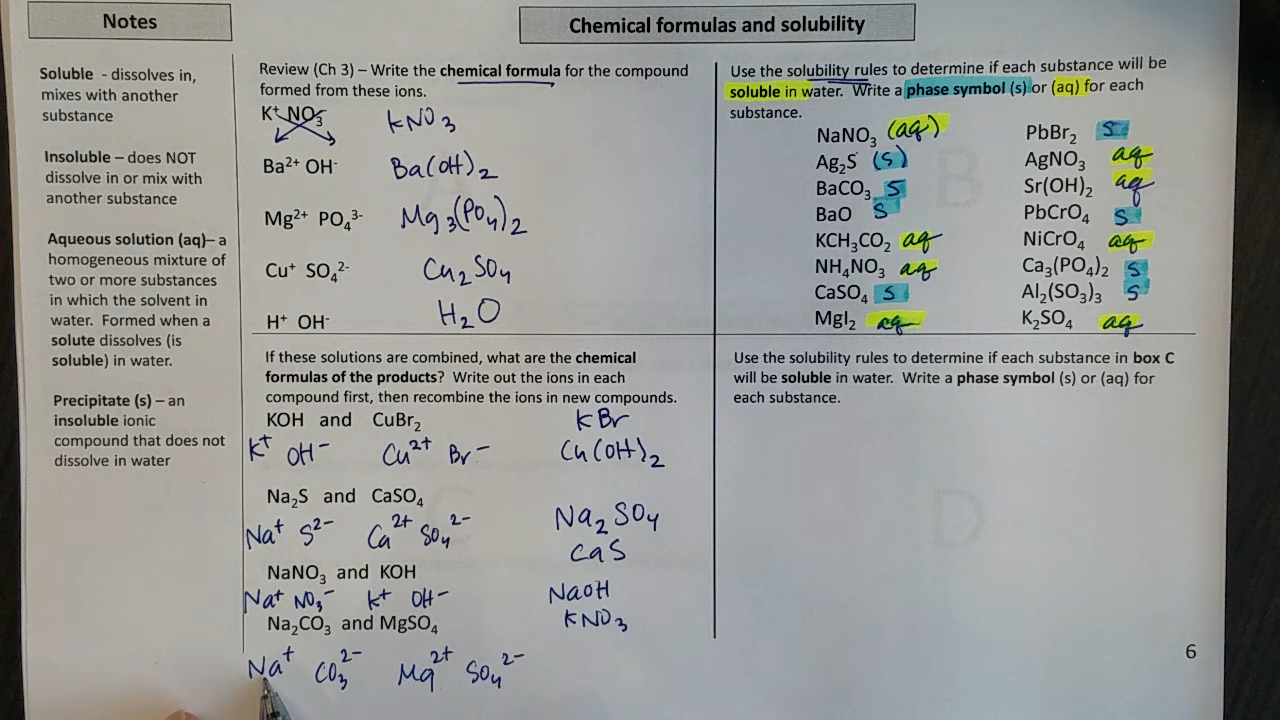 Notes
Chemical formulas and solubility
Soluble - dissolves in,
mixes with another
substance
Insoluble – does NOT
dissolve in or mix with
another substance
Aqueous solution (aq)– a
homogeneous mixture of
two or more substances
in which the solvent in
water. Formed when a
solute dissolves (is
soluble) in water.
Precipitate (s) – an
insoluble ionic
compound that does not
dissolve in water
Review (Ch 3) – Write the chemical formula for the compound
formed from these ions.
K⁺ NO₃⁻ KNO₃
Ba²⁺ OH⁻ Ba(OH)₂
Mg²⁺ PO₄³⁻ Mg₃(PO₄)₂
Cu⁺ SO₄²⁻ Cu₂SO₄
H⁺ OH⁻ H₂O
Use the solubility rules to determine if each substance will be
soluble in water. Write a phase symbol (s) or (aq) for each
substance.
NaNO₃ (aq)
Ag₂S (s)
BaCO₃ s
BaO s
KCH₃CO₂ aq
NH₄NO₃ aq
CaSO₄ s
MgI₂ aq
PbBr₂ s
AgNO₃ aq
Sr(OH)₂ aq
PbCrO₄ s
NiCrO₄ aq
Ca₃(PO₄)₂ s
Al₂(SO₃)₃ s
K₂SO₄ aq
If these solutions are combined, what are the chemical
formulas of the products? Write out the ions in each
compound first, then recombine the ions in new compounds.
KOH and CuBr₂ KBr
K⁺ OH⁻ Cu²⁺ Br⁻ Cu(OH)₂
Na₂S and CaSO₄
Na⁺ S²⁻ Ca²⁺ SO₄²⁻ Na₂SO₄
CaS
NaNO₃ and KOH
Na⁺ NO₃⁻ K⁺ OH⁻ NaOH
Na₂CO₃ and MgSO₄ KNO₃
Na⁺ CO₃²⁻ Mg²⁺ SO₄²⁻
Use the solubility rules to determine if each substance in box C
will be soluble in water. Write a phase symbol (s) or (aq) for
each substance.
A
B
C
D
6